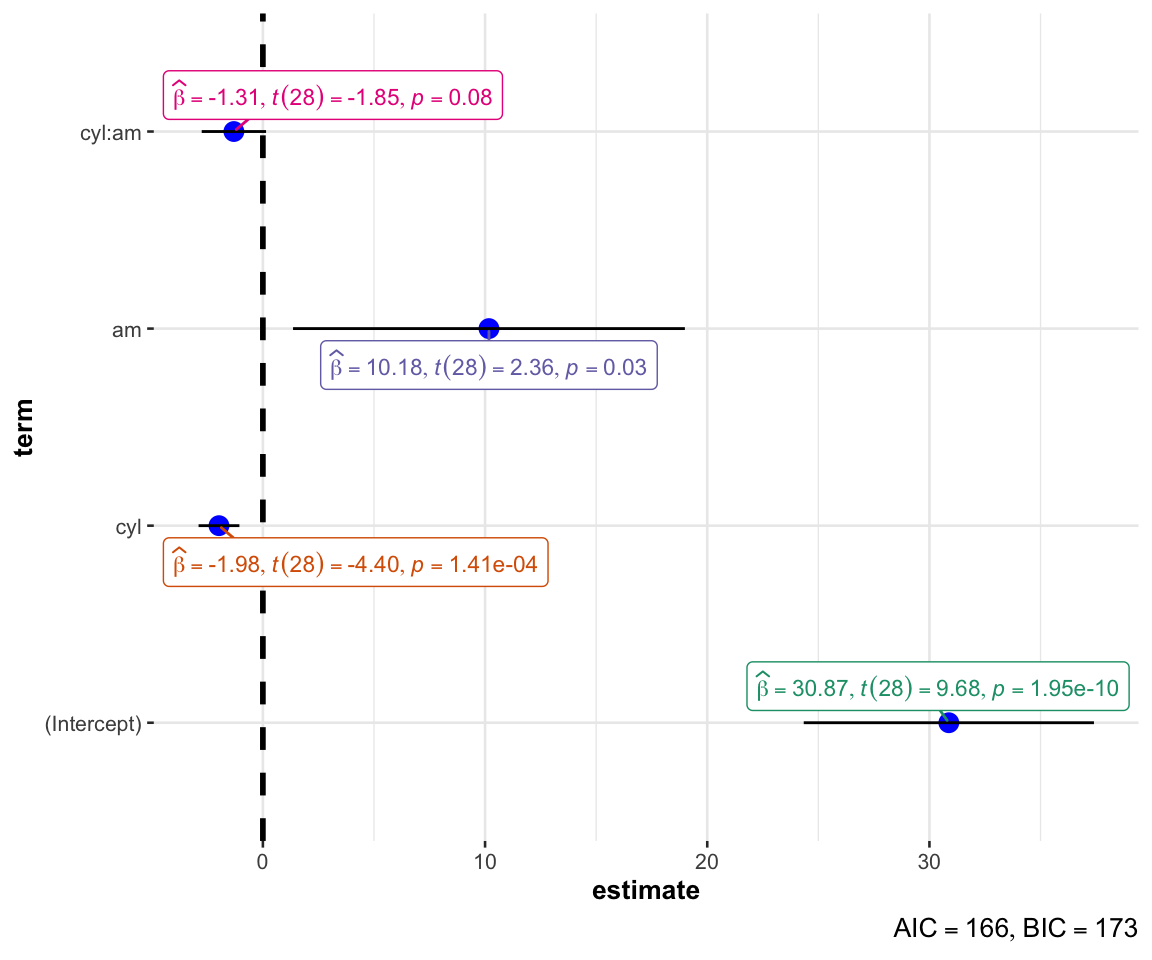 β̂ = -1.31, t(28) = -1.85, p = 0.08
cyl:am
am
β̂ = 10.18, t(28) = 2.36, p = 0.03
term
cyl
β̂ = -1.98, t(28) = -4.40, p = 1.41e-04
β̂ = 30.87, t(28) = 9.68, p = 1.95e-10
(Intercept)
0 10 20 30
estimate
AIC = 166, BIC = 173